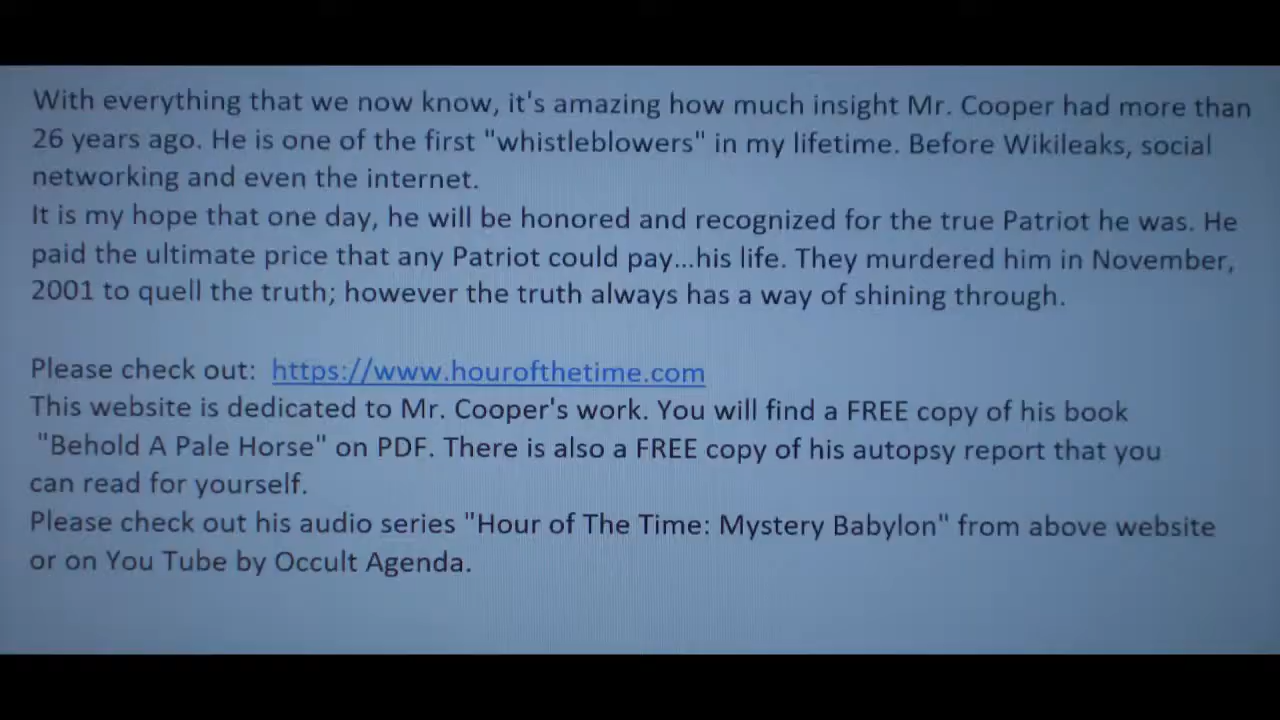 With everything that we now know, it's amazing how much insight Mr. Cooper had more than
26 years ago. He is one of the first "whistleblowers" in my lifetime. Before Wikileaks, social
networking and even the internet.
It is my hope that one day, he will be honored and recognized for the true Patriot he was. He
paid the ultimate price that any Patriot could pay...his life. They murdered him in November,
2001 to quell the truth; however the truth always has a way of shining through.
Please check out: https://www.hourofthetime.com
This website is dedicated to Mr. Cooper's work. You will find a FREE copy of his book
"Behold A Pale Horse" on PDF. There is also a FREE copy of his autopsy report that you
can read for yourself.
Please check out his audio series "Hour of The Time: Mystery Babylon" from above website
or on You Tube by Occult Agenda.